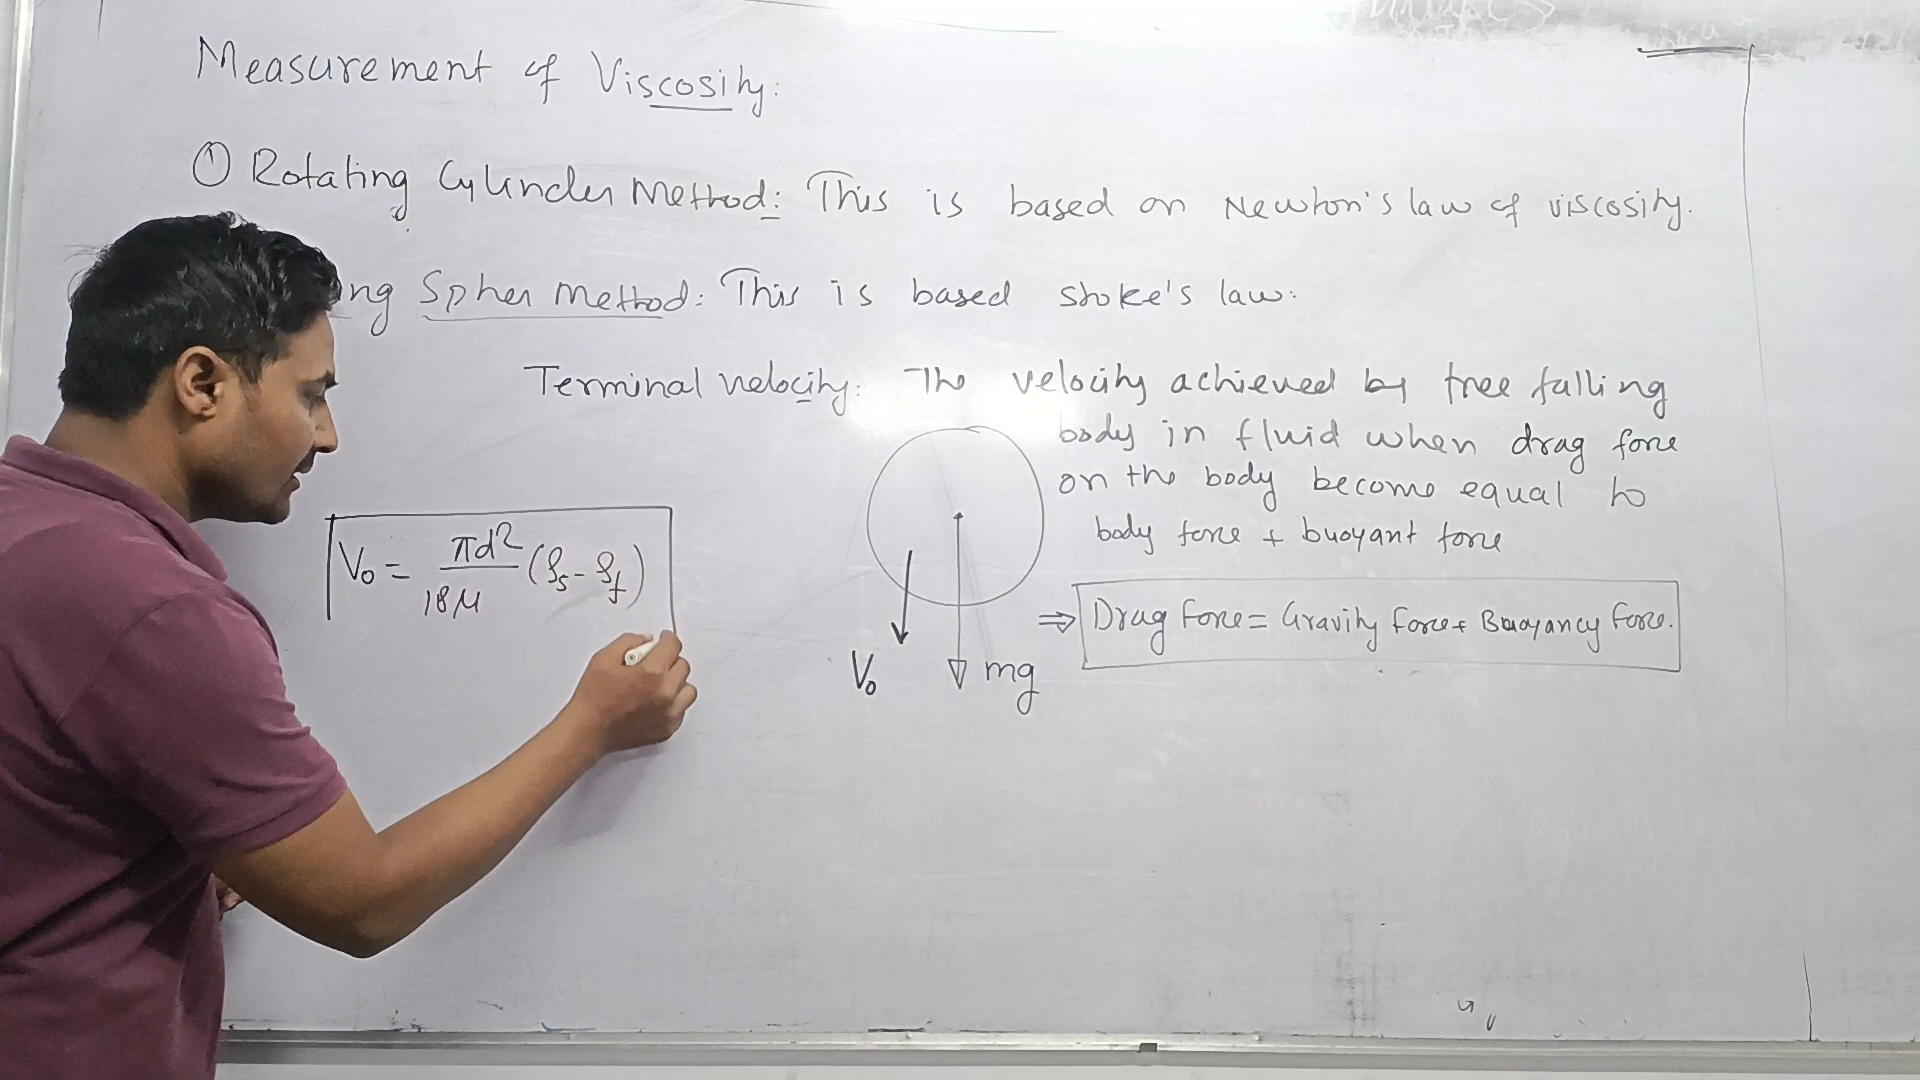 Measurement of Viscosity:
① Rotating Cylinder Method: This is based on Newton's law of viscosity.
ng Spher Method: This is based stoke's law:
Terminal velocity: The velocity achieved by free falling
body in fluid when drag force
on the body become equal to
body force + buoyant force
V₀ = πd²/18μ (ρs - ρf)
⇒ Drag Force = Gravity Force + Buoyancy Force.
V₀
mg